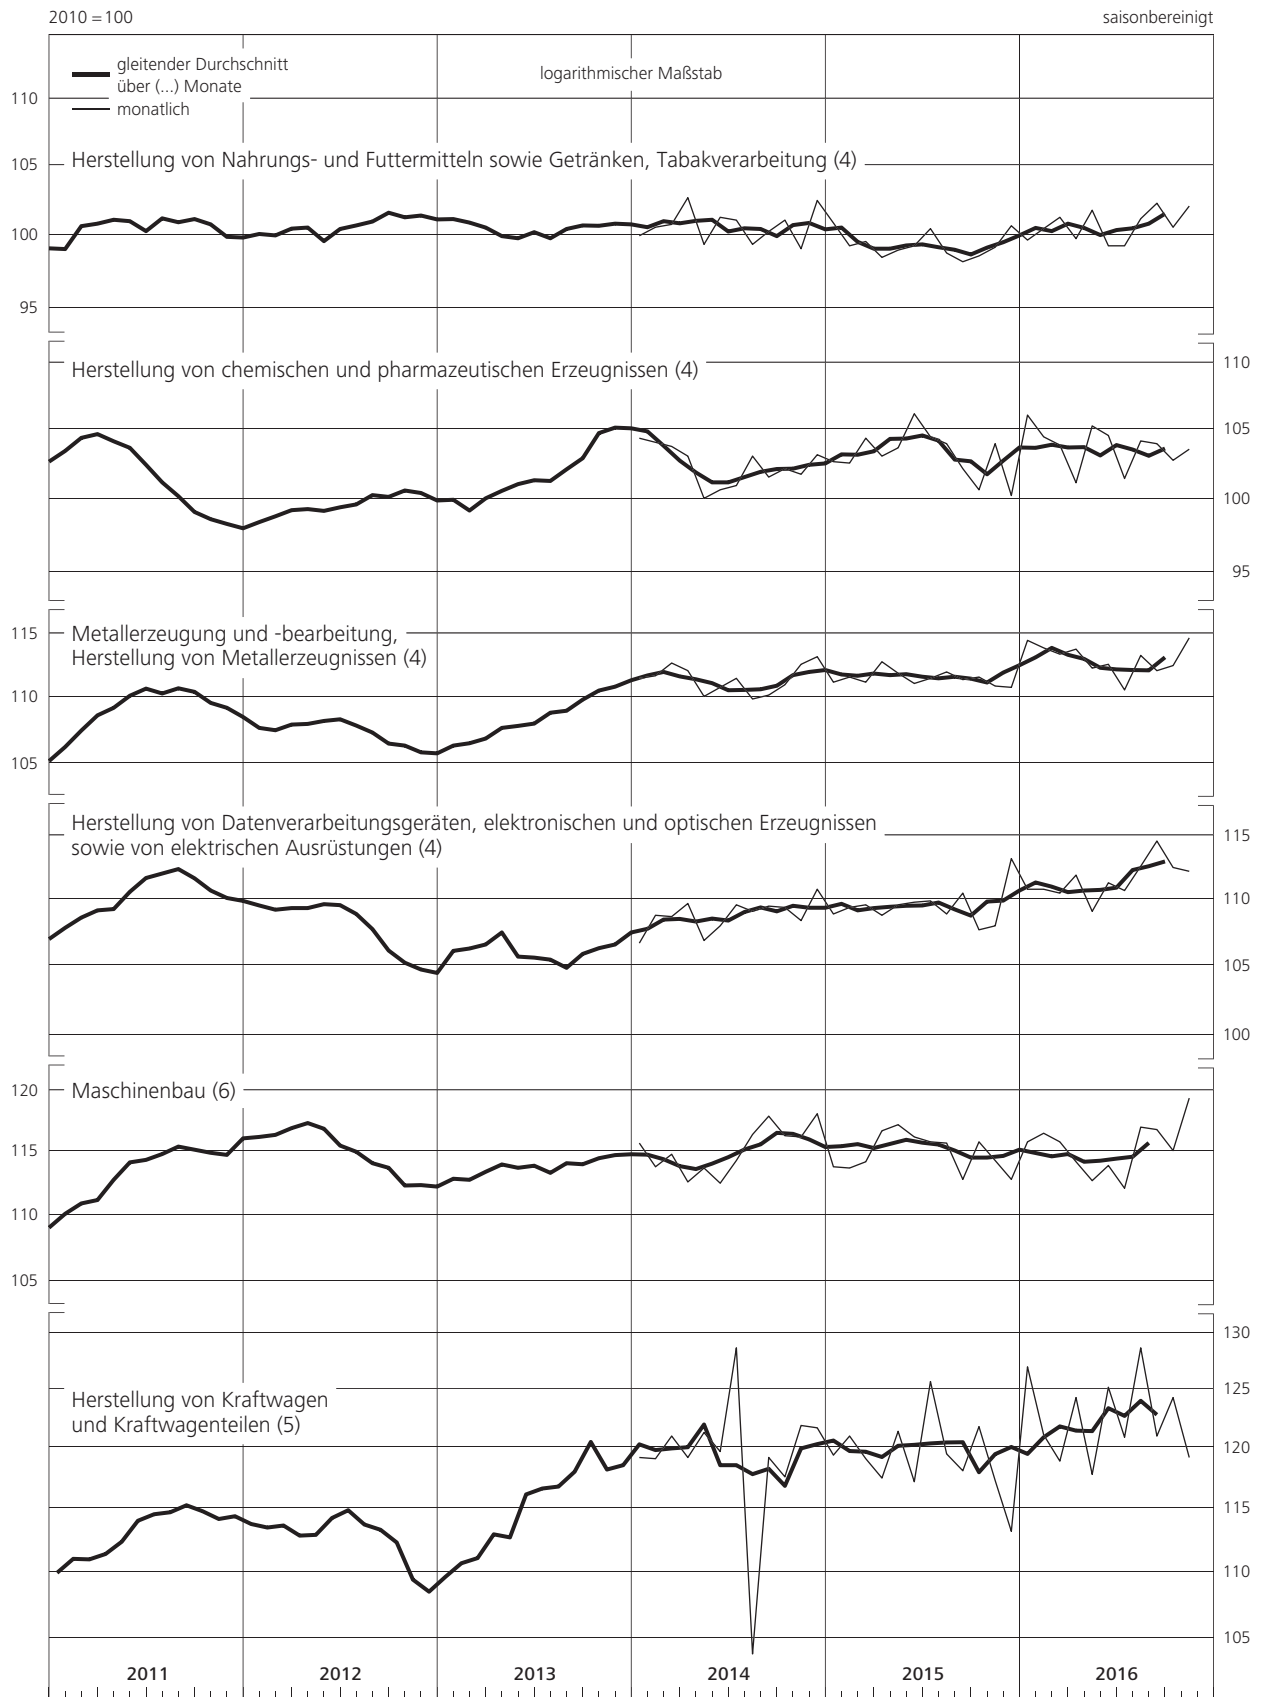 2010 = 100
saisonbereinigt
gleitender Durchschnitt
über (...) Monate
monatlich
logarithmischer Maßstab
110
105
100
95
Herstellung von Nahrungs- und Futtermitteln sowie Getränken, Tabakverarbeitung (4)
Herstellung von chemischen und pharmazeutischen Erzeugnissen (4)
110
105
100
95
Metallerzeugung und -bearbeitung,
Herstellung von Metallerzeugnissen (4)
115
110
105
Herstellung von Datenverarbeitungsgeräten, elektronischen und optischen Erzeugnissen
sowie von elektrischen Ausrüstungen (4)
115
110
105
100
Maschinenbau (6)
120
115
110
105
Herstellung von Kraftwagen
und Kraftwagenteilen (5)
130
125
120
115
110
105
2011 2012 2013 2014 2015 2016